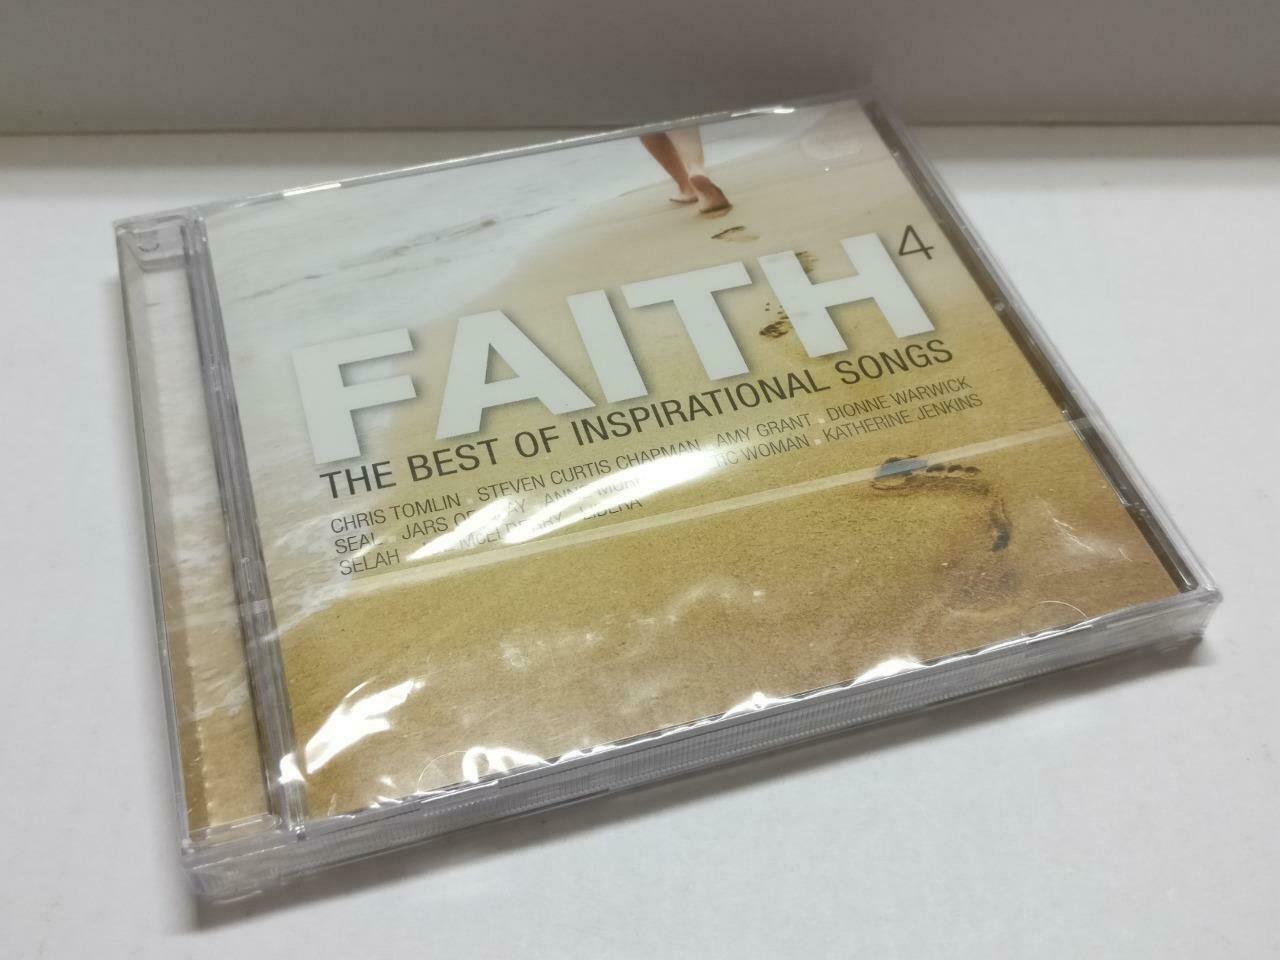 FAITH 4
THE BEST OF INSPIRATIONAL SONGS
CHRIS TOMLIN . STEVEN CURTIS CHAPMAN . AMY GRANT . DIONNE WARWICK
SEAL . JARS OF WOMAN . KATHERINE JENKINS
SELAH . LIBERA